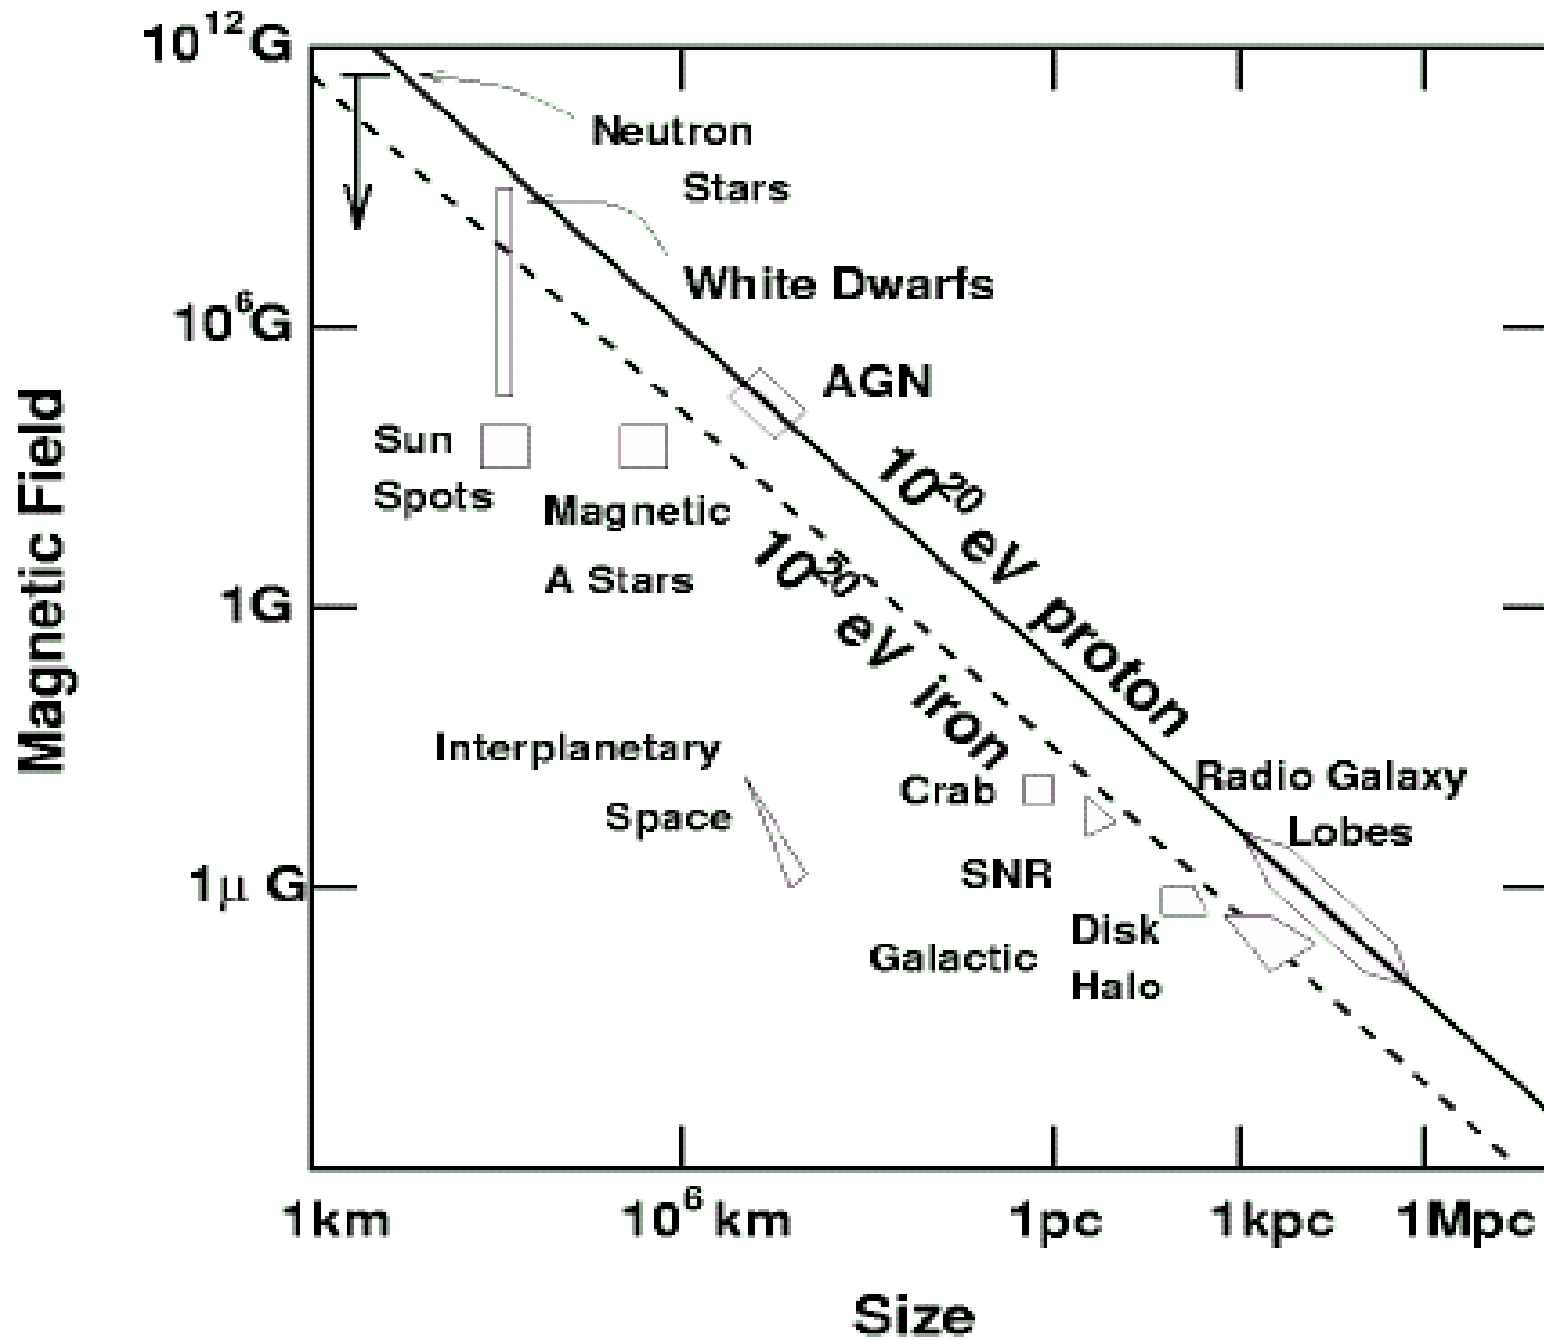 10¹²G
Neutron
Stars
White Dwarfs
10⁶G
AGN
Sun
Spots
Magnetic
A Stars
10²⁰ eV proton
10²⁰ eV iron
1G
Magnetic Field
Interplanetary
Space
Crab
Radio Galaxy
Lobes
SNR
1μ G
Disk
Galactic
Halo
1km
10⁶ km
1pc
1kpc
1Mpc
Size